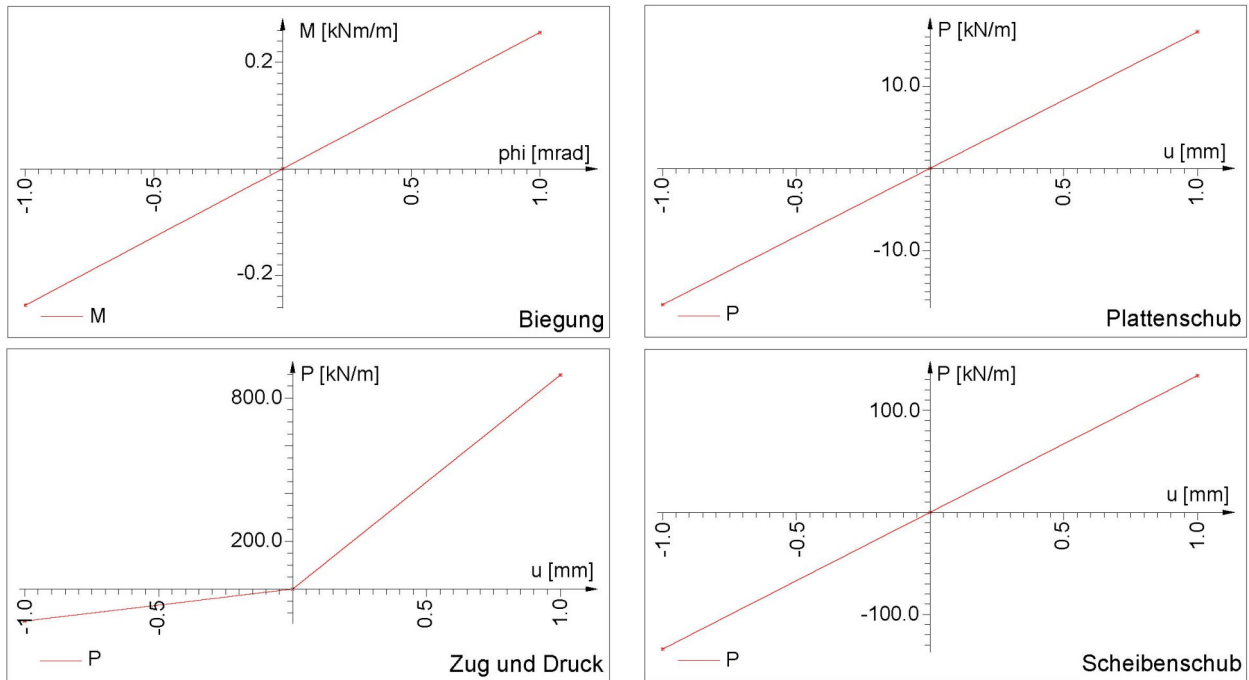 M [kNm/m]
0.2
phi [mrad]
-1.0
-0.5
0.5
1.0
-0.2
M
Biegung
P [kN/m]
10.0
u [mm]
-1.0
-0.5
0.5
1.0
-10.0
P
Plattenschub
P [kN/m]
800.0
200.0
u [mm]
-1.0
-0.5
0.5
1.0
P
Zug und Druck
P [kN/m]
100.0
u [mm]
-1.0
-0.5
0.5
1.0
-100.0
P
Scheibenschub